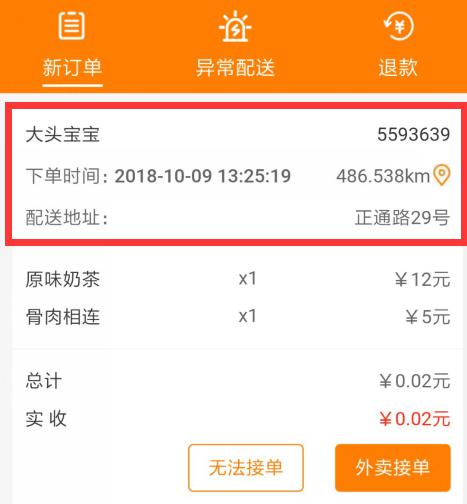 新订单 异常配送 退款
大头宝宝 5593639
下单时间：2018-10-09 13:25:19 486.538km
配送地址： 正通路29号
原味奶茶 x1 ￥12元
骨肉相连 x1 ￥5元
总计 ￥0.02元
实 收 ￥0.02元
无法接单 外卖接单